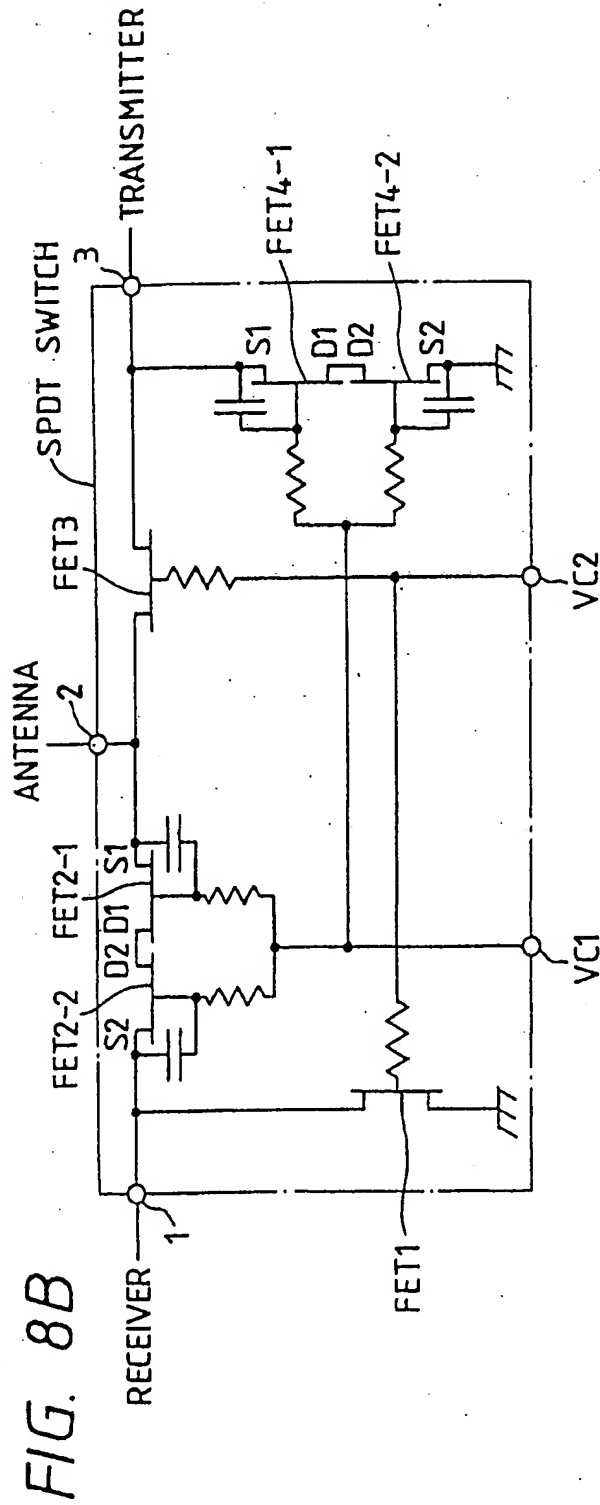 FIG. 8B
SPDT SWITCH
ANTENNA
2
TRANSMITTER
3
RECEIVER
1
FET2-2
FET2-1
S2
D2
D1
S1
FET3
S1
D1
D2
S2
FET4-1
FET4-2
FET1
VC1
VC2